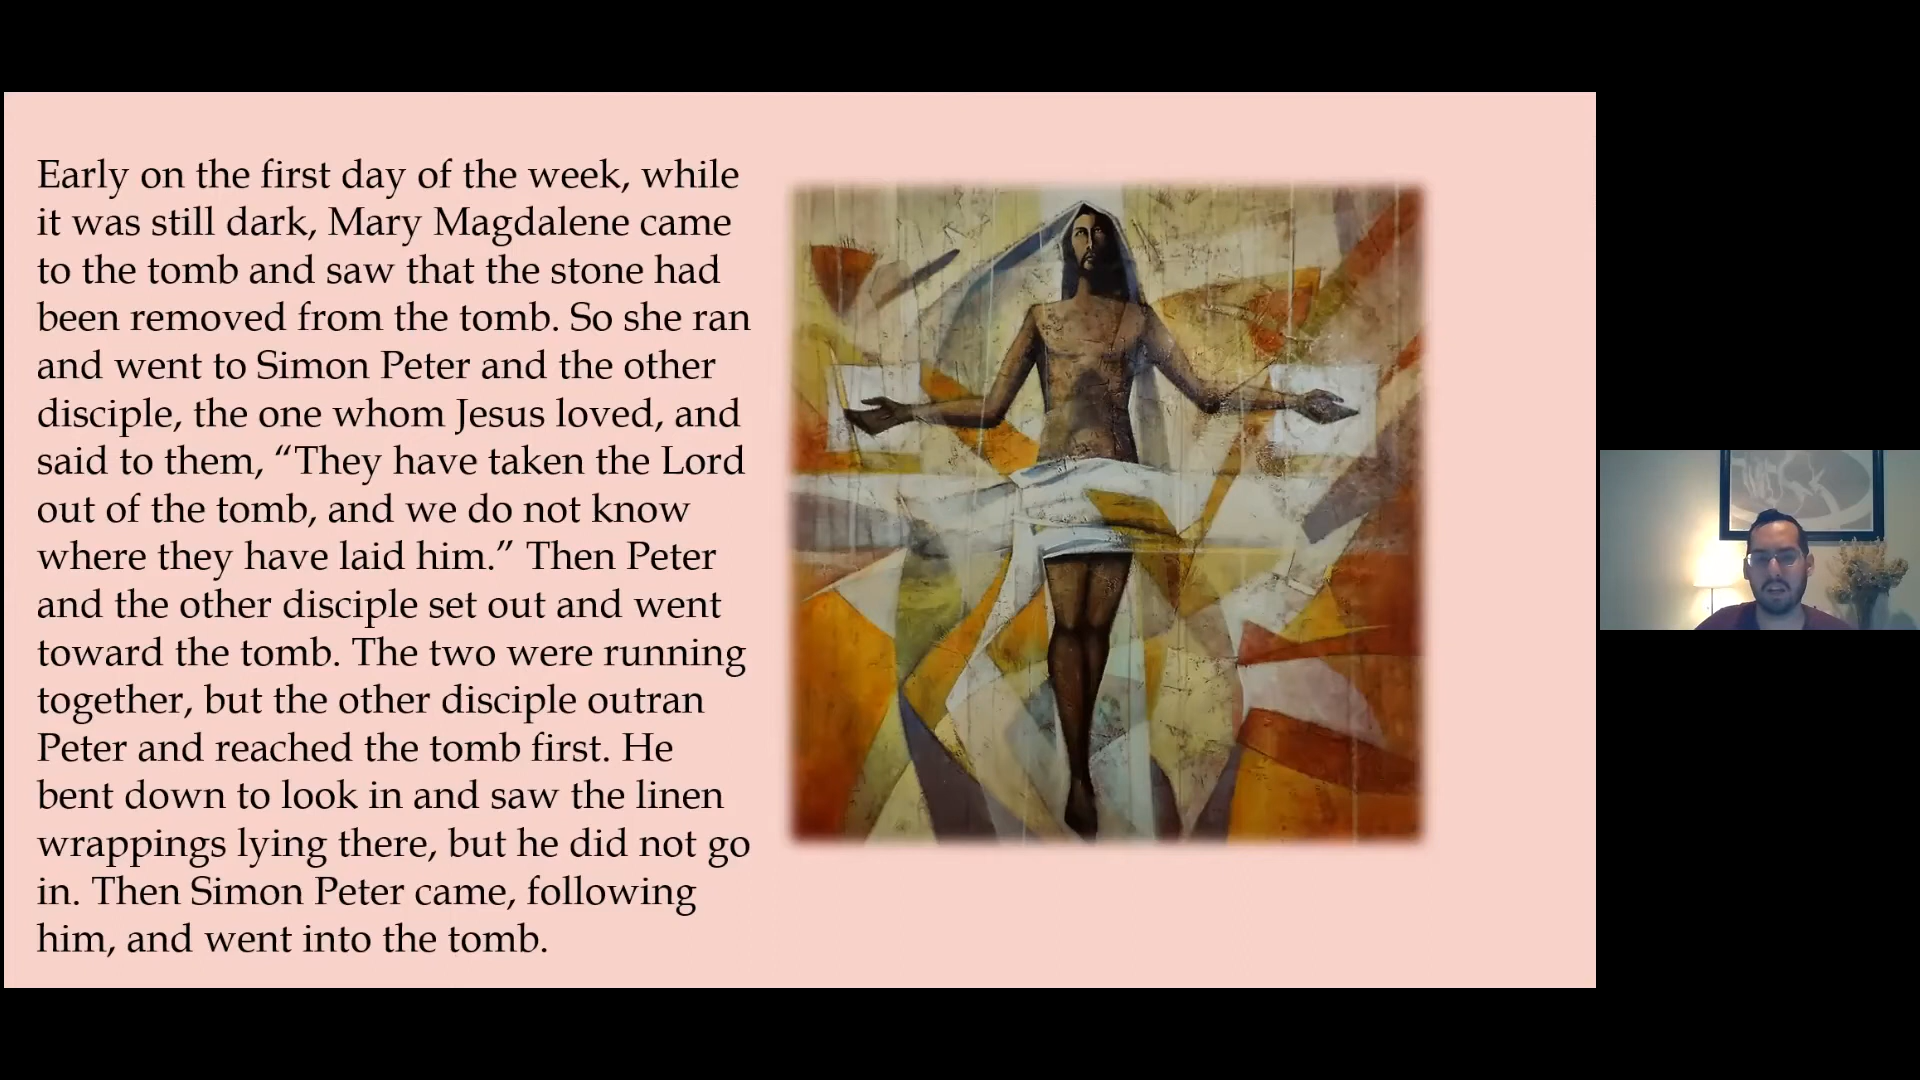 Early on the first day of the week, while
it was still dark, Mary Magdalene came
to the tomb and saw that the stone had
been removed from the tomb. So she ran
and went to Simon Peter and the other
disciple, the one whom Jesus loved, and
said to them, “They have taken the Lord
out of the tomb, and we do not know
where they have laid him.” Then Peter
and the other disciple set out and went
toward the tomb. The two were running
together, but the other disciple outran
Peter and reached the tomb first. He
bent down to look in and saw the linen
wrappings lying there, but he did not go
in. Then Simon Peter came, following
him, and went into the tomb.